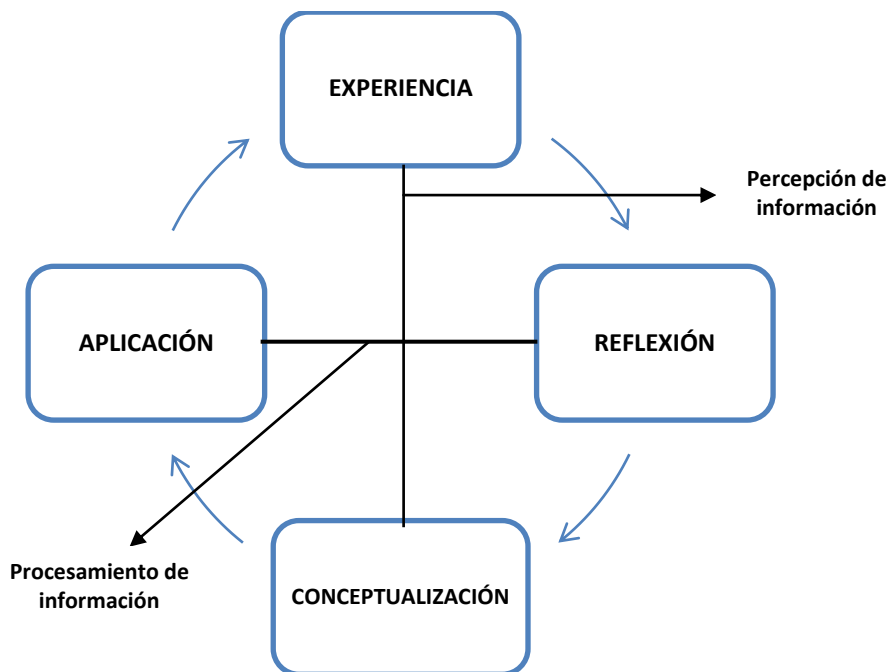 EXPERIENCIA
Percepción de
información
APLICACIÓN
REFLEXIÓN
Procesamiento de
información
CONCEPTUALIZACIÓN